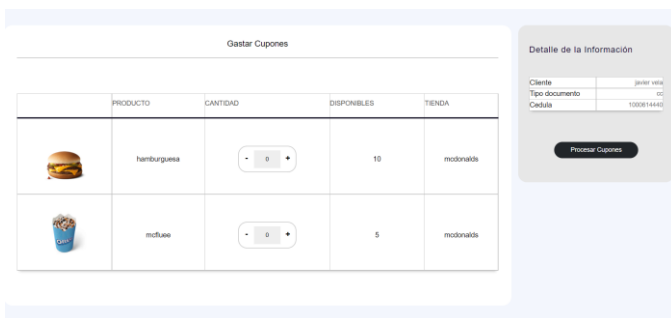 Gastar Cupones
PRODUCTO CANTIDAD DISPONIBLES TIENDA
hamburguesa - 0 + 10 mcdonalds
mcfluee - 0 + 5 mcdonalds
Detalle de la Información
Cliente javier vela
Tipo documento cc
Cedula 1000614440
Procesar Cupones